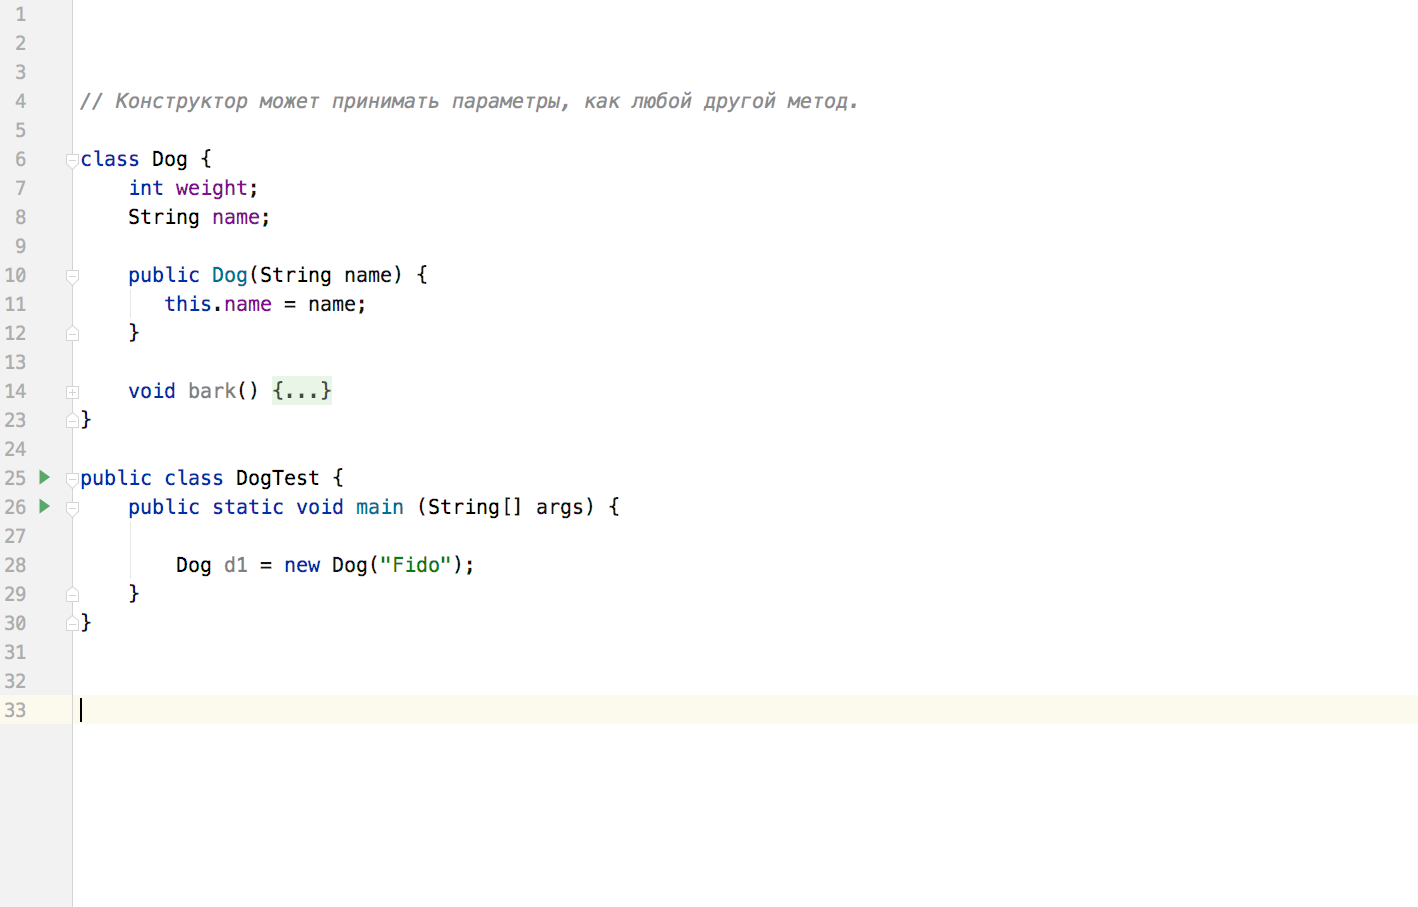 1
2
3
4 // Конструктор может принимать параметры, как любой другой метод.
5
6 class Dog {
7 int weight;
8 String name;
9
10 public Dog(String name) {
11 this.name = name;
12 }
13
14 void bark() {...}
23 }
24
25 public class DogTest {
26 public static void main (String[] args) {
27
28 Dog d1 = new Dog("Fido");
29 }
30 }
31
32
33